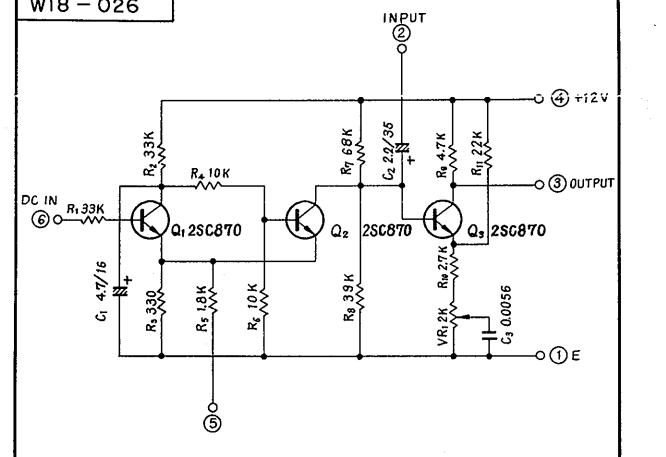 W18-026
INPUT
②
④ +12V
R₂ 33K
R₇ 68K
C₂ 2.2/35
+
R₉ 4.7K
R₁₁ 22K
R₄ 10K
③ OUTPUT
DC IN
⑥
R₁ 33K
Q₁ 2SC870
Q₂ 2SC870
Q₃ 2SC870
C₁ 4.7/16
+
R₃ 330
R₅ 1.8K
R₆ 10K
R₈ 39K
R₁₀ 2.7K
VR₁ 2K
C₃ 0.0056
① E
⑤